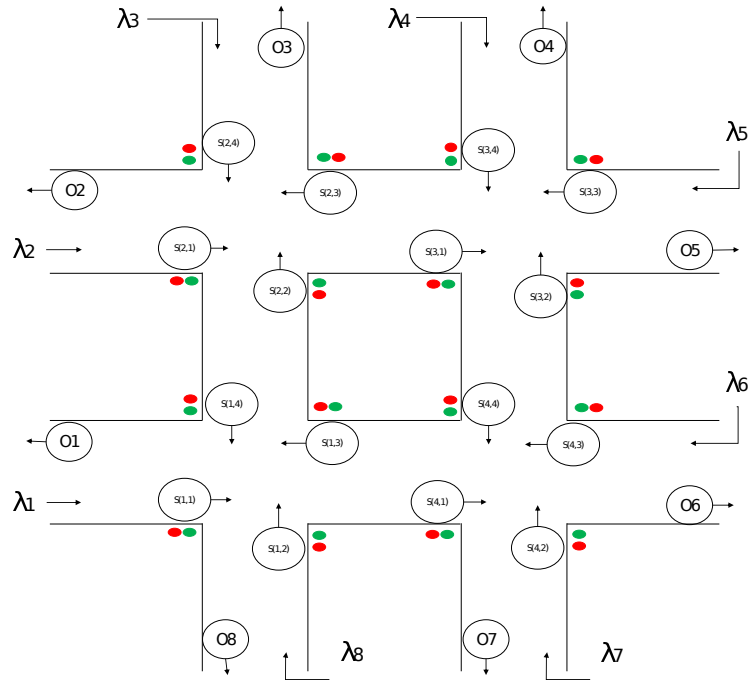 λ3
O3
λ4
O4
S(2,4)
S(3,4)
λ5
O2
S(2,3)
S(3,3)
λ2
S(2,1)
S(3,1)
O5
S(2,2)
S(3,2)
λ6
S(1,4)
S(4,4)
O1
S(1,3)
S(4,3)
λ1
S(1,1)
S(4,1)
O6
S(1,2)
S(4,2)
O8
O7
λ8
λ7